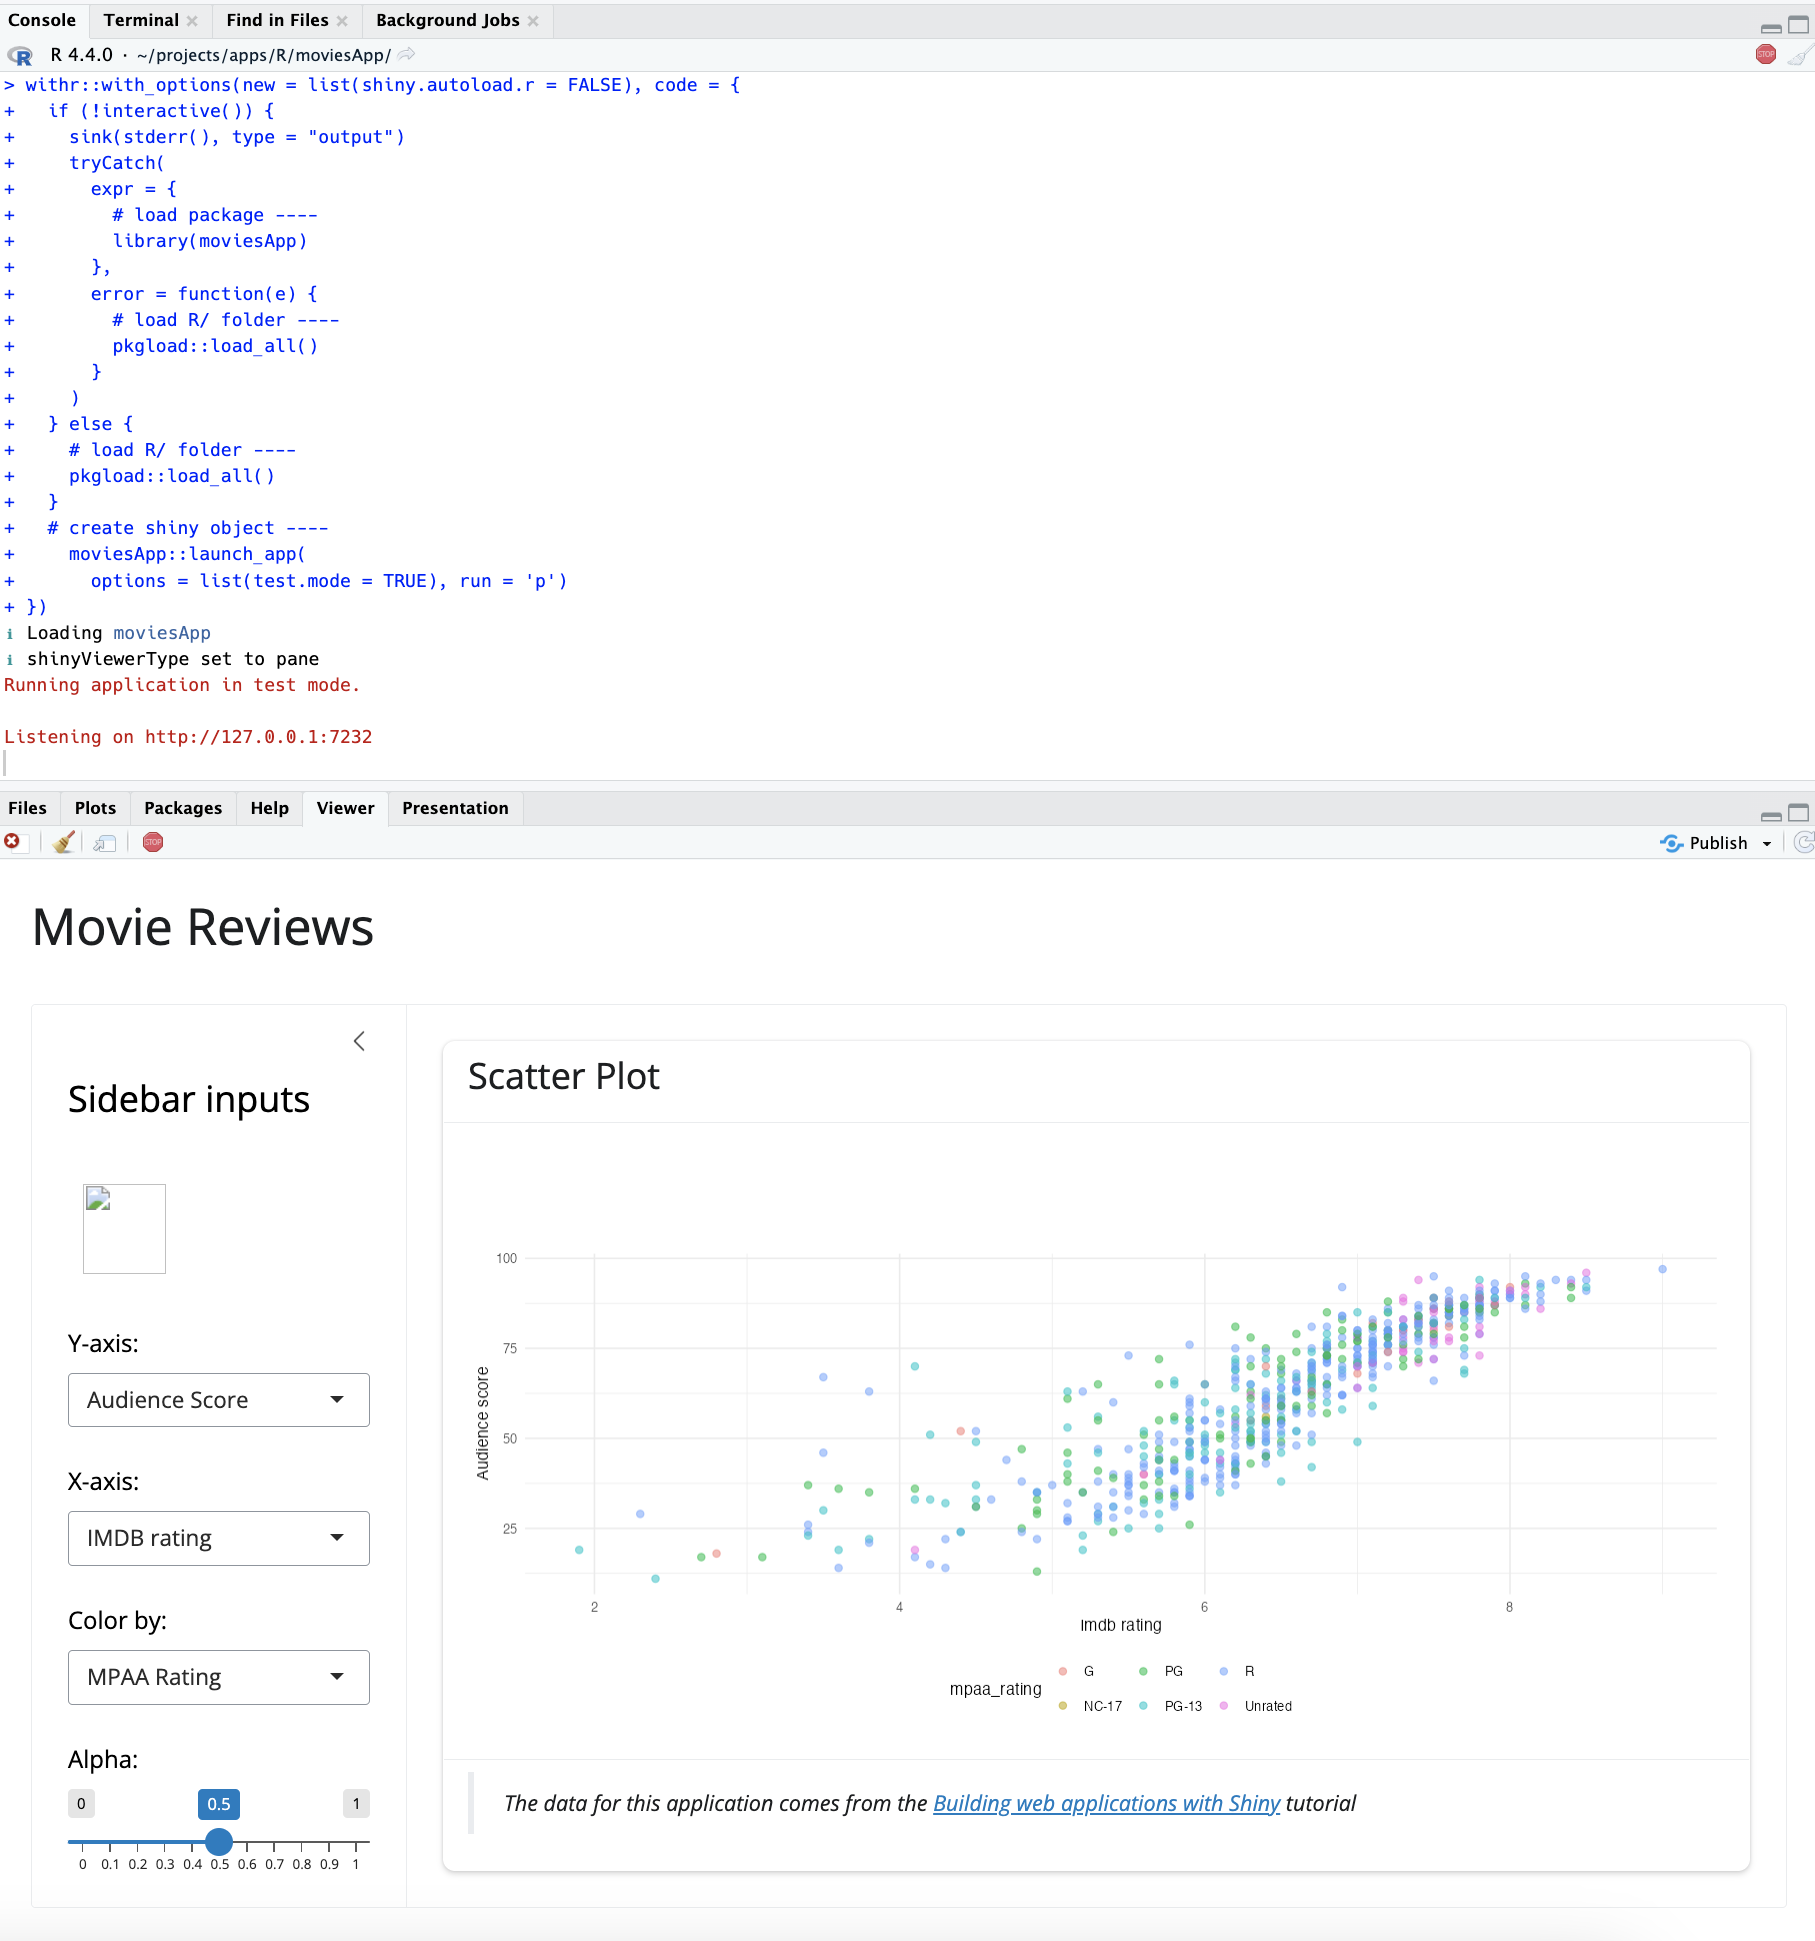 Console Terminal Find in Files Background Jobs
R 4.4.0 · ~/projects/apps/R/moviesApp/
> withr::with_options(new = list(shiny.autoload.r = FALSE), code = {
+   if (!interactive()) {
+     sink(stderr(), type = "output")
+     tryCatch(
+       expr = {
+         # load package ----
+         library(moviesApp)
+       },
+       error = function(e) {
+         # load R/ folder ----
+         pkgload::load_all()
+       }
+     )
+   } else {
+     # load R/ folder ----
+     pkgload::load_all()
+   }
+   # create shiny object ----
+     moviesApp::launch_app(
+       options = list(test.mode = TRUE), run = 'p')
+ })
ℹ Loading moviesApp
ℹ shinyViewerType set to pane
Running application in test mode.
Listening on http://127.0.0.1:7232
Files Plots Packages Help Viewer Presentation
STOP Publish
Movie Reviews
Sidebar inputs
Y-axis:
Audience Score
X-axis:
IMDB rating
Color by:
MPAA Rating
Alpha:
0 0.5 1
0 0.1 0.2 0.3 0.4 0.5 0.6 0.7 0.8 0.9 1
Scatter Plot
100
75
50
25
Audience score
2 4 6 8
Imdb rating
mpaa_rating
G PG R
NC-17 PG-13 Unrated
The data for this application comes from the Building web applications with Shiny tutorial